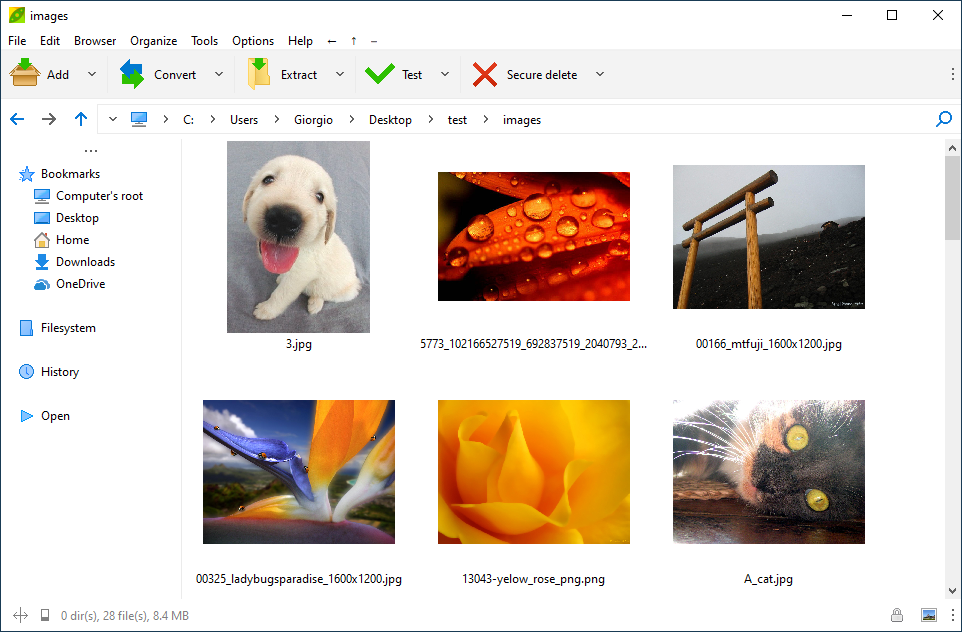 images
File Edit Browser Organize Tools Options Help ← ↑ –
Add Convert Extract Test Secure delete
C: Users Giorgio Desktop test images
...
Bookmarks
Computer's root
Desktop
Home
Downloads
OneDrive
Filesystem
History
Open
3.jpg 5773_102166527519_692837519_2040793_2... 00166_mtfuji_1600x1200.jpg
00325_ladybugsparadise_1600x1200.jpg 13043-yelow_rose_png.png A_cat.jpg
0 dir(s), 28 file(s), 8.4 MB